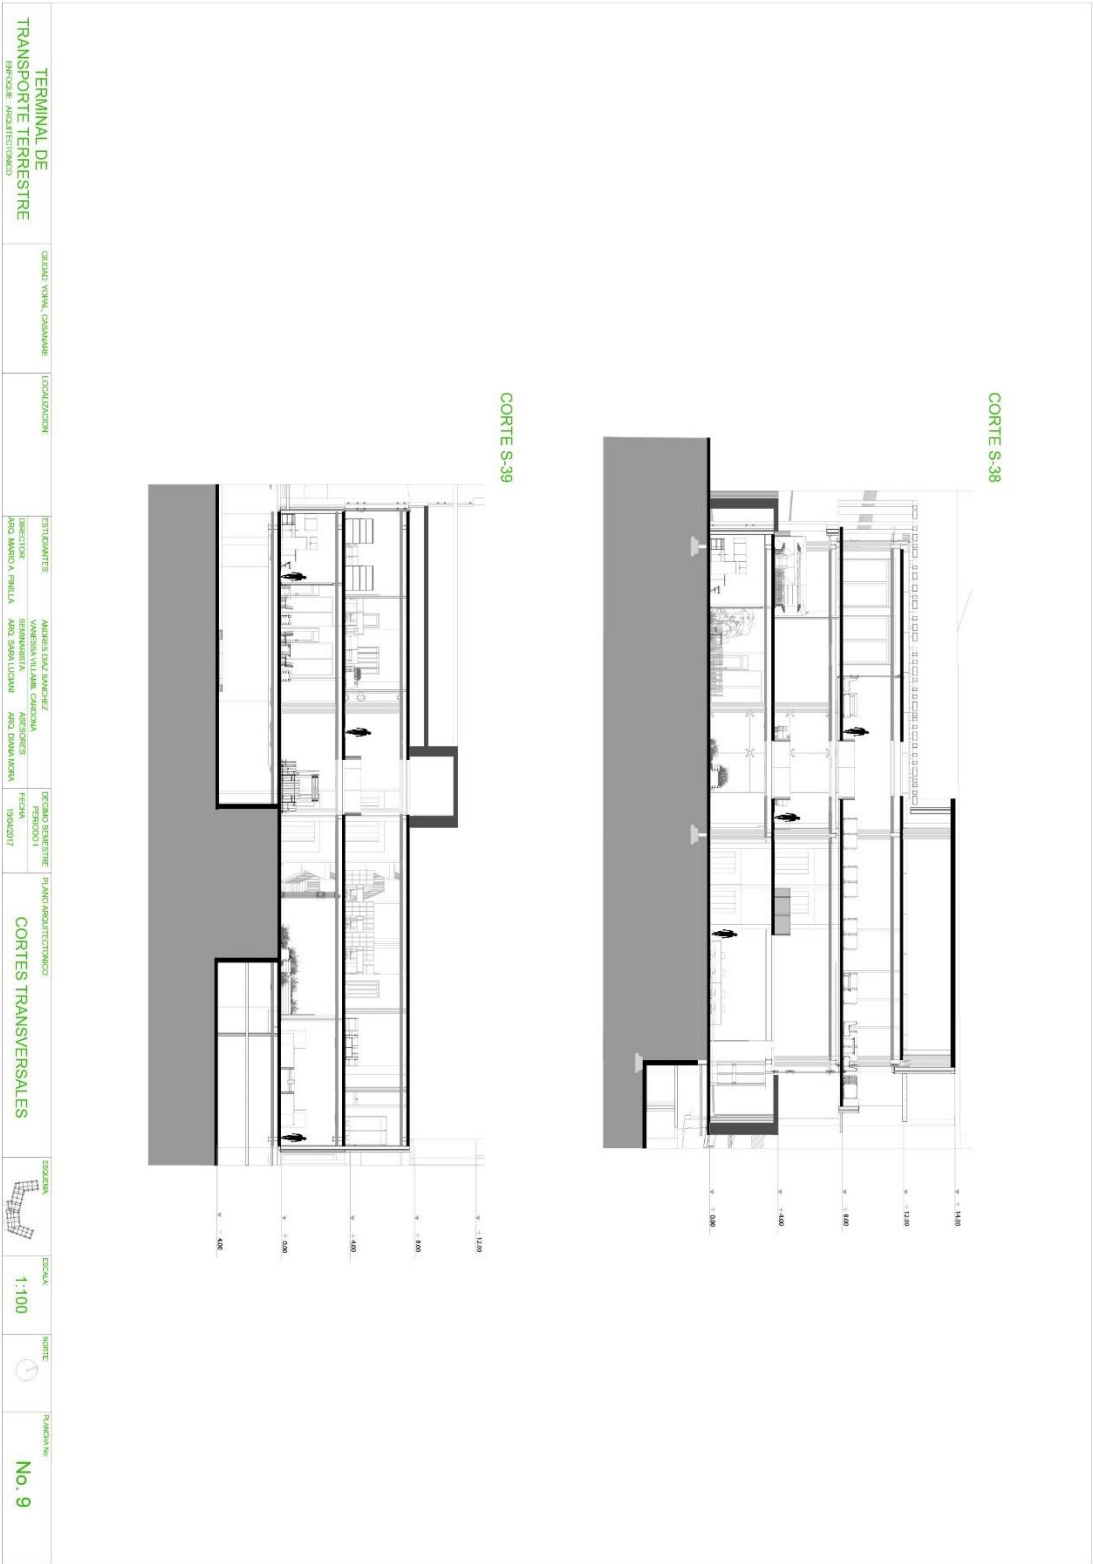 CORTE S-38
+ 14.00
+ 12.00
+ 8.00
+ 4.00
+ 0.00
CORTE S-39
+ 12.00
+ 8.00
+ 4.00
+ 0.00
- 4.00
TERMINAL DE
TRANSPORTE TERRESTRE
ENFOQUE: ARQUITECTONICO
CIUDAD: YOPAL, CASANARE
LOCALIZACION:
ESTUDIANTES:
ANDRES DIAZ SANCHEZ
VANESSA VILLAMIL CARDONA
DIRECTOR:
ARQ. MARIO A. PINILLA
SEMINARISTA:
ARQ. SARA LUCIANI
ASESORES:
ARQ. DIANA MORA
DECIMO SEMESTRE
PERIODO I
FECHA:
19/04/2017
PLANO ARQUITECTONICO:
CORTES TRANSVERSALES
ESQUEMA:
ESCALA:
1:100
NORTE:
PLANCHA No:
No. 9